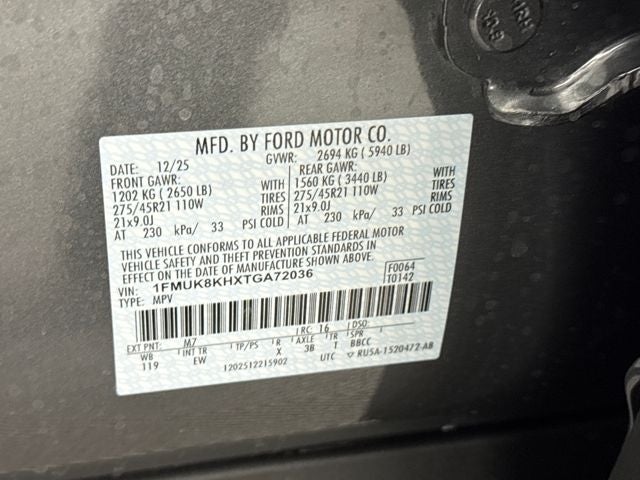 MFD. BY FORD MOTOR CO.
DATE: 12/25 GVWR: 2694 KG ( 5940 LB)
FRONT GAWR: REAR GAWR:
1202 KG ( 2650 LB) WITH 1560 KG ( 3440 LB) WITH
275/45R21 110W TIRES 275/45R21 110W TIRES
21x9.0J RIMS 21x9.0J RIMS
AT 230 kPa/ 33 PSI COLD AT 230 kPa/ 33 PSI COLD
THIS VEHICLE CONFORMS TO ALL APPLICABLE FEDERAL MOTOR
VEHICLE SAFETY AND THEFT PREVENTION STANDARDS IN
EFFECT ON THE DATE OF MANUFACTURE SHOWN ABOVE.
VIN: 1FMUK8KHXTGA72036 F0064
TYPE: MPV T0142
EXT PNT: M7 RC: 16 DSO:
WB INT TR TP/PS R AXLE TR SPR
119 EW X 3B T BBCC
1202512215902 UTC ▽ RU5A-1520472-AB